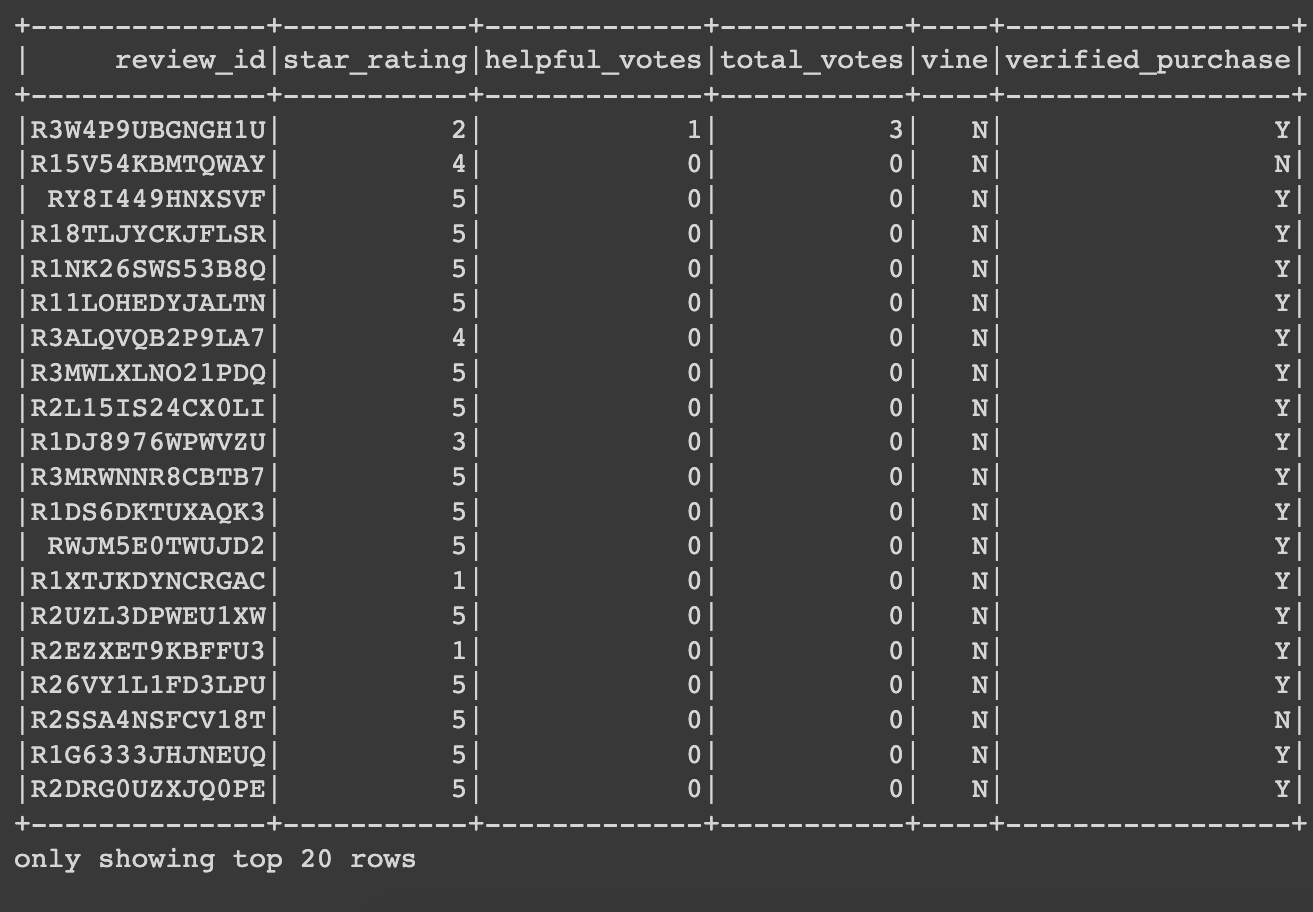 +--------------+-----------+-------------+-----------+----+-----------------+
|     review_id|star_rating|helpful_votes|total_votes|vine|verified_purchase|
+--------------+-----------+-------------+-----------+----+-----------------+
|R3W4P9UBGNGH1U|          2|            1|          3|   N|                Y|
|R15V54KBMTQWAY|          4|            0|          0|   N|                N|
| RY8I449HNXSVF|          5|            0|          0|   N|                Y|
|R18TLJYCKJFLSR|          5|            0|          0|   N|                Y|
|R1NK26SWS53B8Q|          5|            0|          0|   N|                Y|
|R11LOHEDYJALTN|          5|            0|          0|   N|                Y|
|R3ALQVQB2P9LA7|          4|            0|          0|   N|                Y|
|R3MWLXLNO21PDQ|          5|            0|          0|   N|                Y|
|R2L15IS24CX0LI|          5|            0|          0|   N|                Y|
|R1DJ8976WPWVZU|          3|            0|          0|   N|                Y|
|R3MRWNNR8CBTB7|          5|            0|          0|   N|                Y|
|R1DS6DKTUXAQK3|          5|            0|          0|   N|                Y|
| RWJM5E0TWUJD2|          5|            0|          0|   N|                Y|
|R1XTJKDYNCRGAC|          1|            0|          0|   N|                Y|
|R2UZL3DPWEU1XW|          5|            0|          0|   N|                Y|
|R2EZXET9KBFFU3|          1|            0|          0|   N|                Y|
|R26VY1L1FD3LPU|          5|            0|          0|   N|                Y|
|R2SSA4NSFCV18T|          5|            0|          0|   N|                N|
|R1G6333JHJNEUQ|          5|            0|          0|   N|                Y|
|R2DRG0UZXJQ0PE|          5|            0|          0|   N|                Y|
+--------------+-----------+-------------+-----------+----+-----------------+
only showing top 20 rows